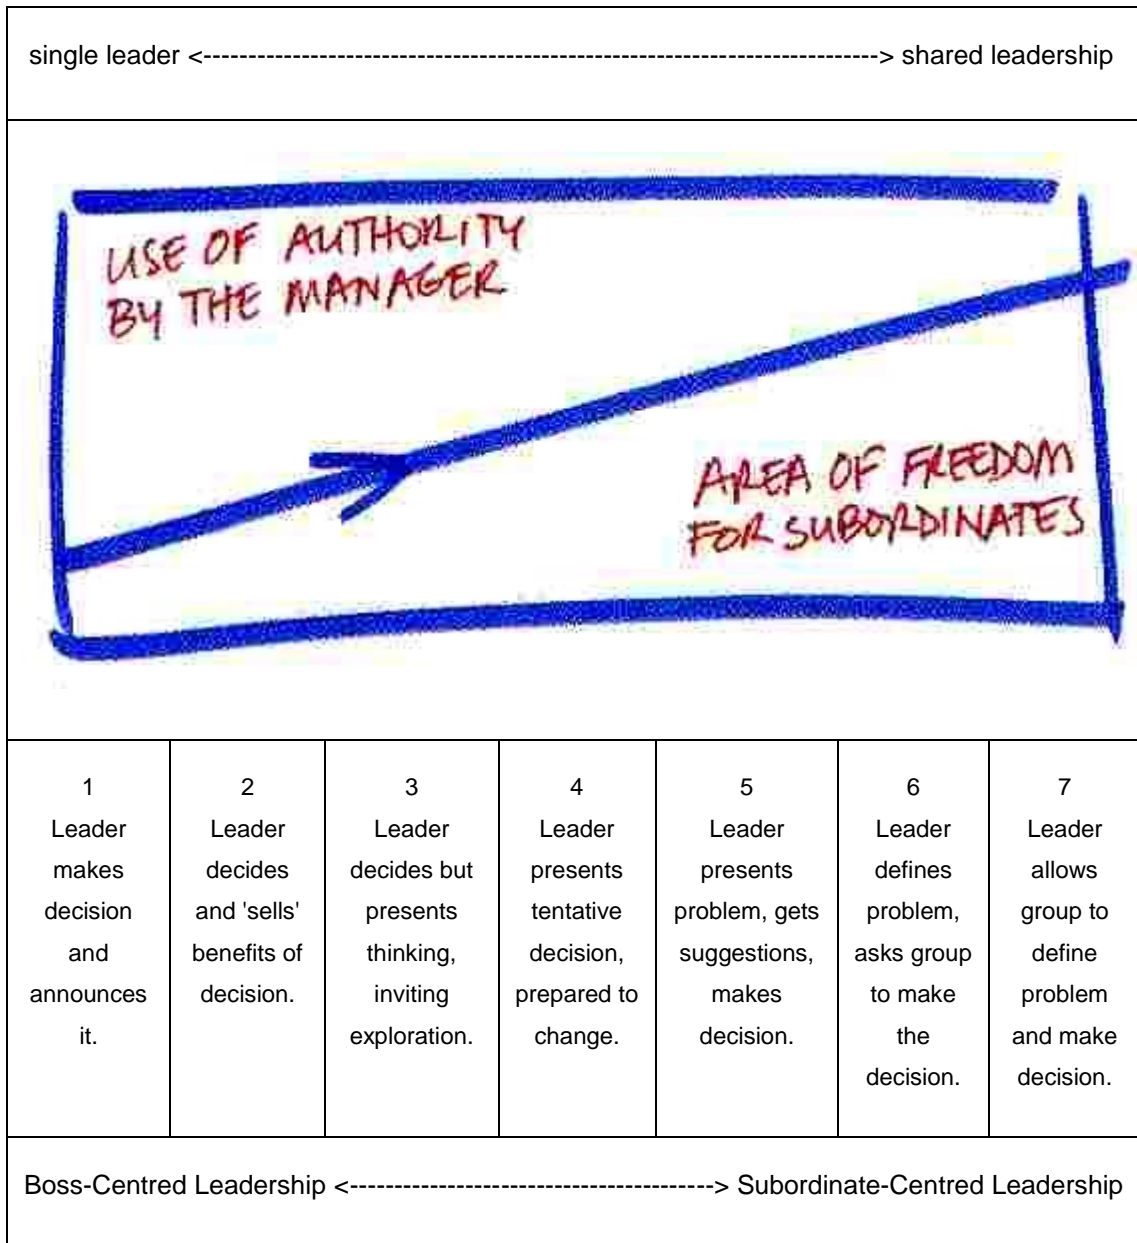 single leader <----------------------------------------------------------------------------> shared leadership
USE OF AUTHORITY
BY THE MANAGER
AREA OF FREEDOM
FOR SUBORDINATES
1
Leader
makes
decision
and
announces
it.
2
Leader
decides
and 'sells'
benefits of
decision.
3
Leader
decides but
presents
thinking,
inviting
exploration.
4
Leader
presents
tentative
decision,
prepared to
change.
5
Leader
presents
problem, gets
suggestions,
makes
decision.
6
Leader
defines
problem,
asks group
to make
the
decision.
7
Leader
allows
group to
define
problem
and make
decision.
Boss-Centred Leadership <-----------------------------------------> Subordinate-Centred Leadership